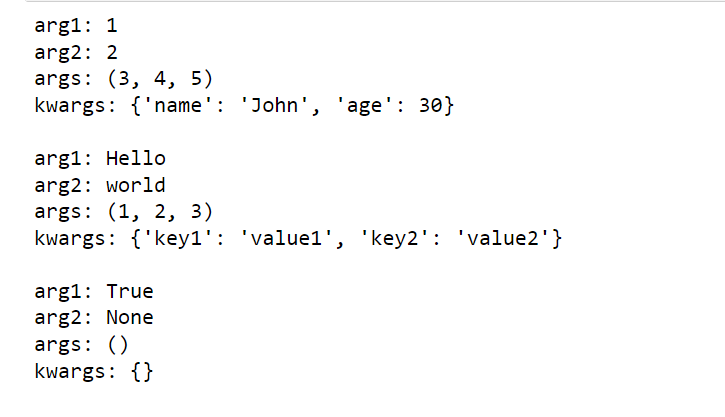 arg1: 1
arg2: 2
args: (3, 4, 5)
kwargs: {'name': 'John', 'age': 30}
arg1: Hello
arg2: world
args: (1, 2, 3)
kwargs: {'key1': 'value1', 'key2': 'value2'}
arg1: True
arg2: None
args: ()
kwargs: {}